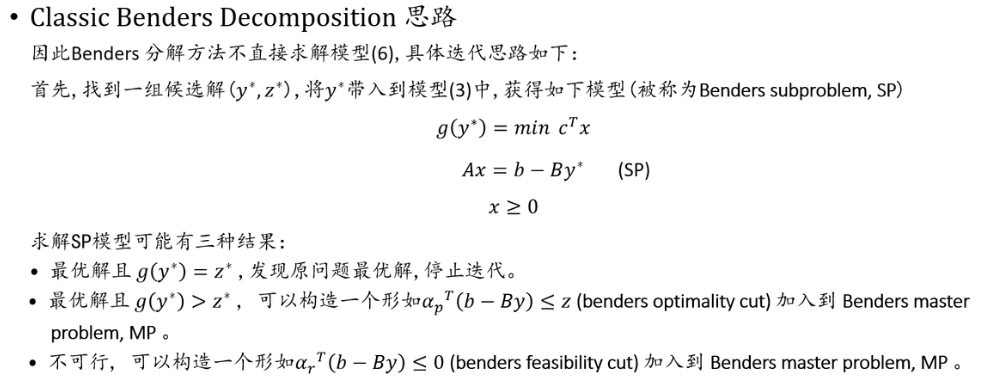 • Classic Benders Decomposition 思路
因此Benders 分解方法不直接求解模型(6), 具体迭代思路如下：
首先, 找到一组候选解(y*, z*), 将y*带入到模型(3)中, 获得如下模型(被称为Benders subproblem, SP)
g(y*) = min c^T x
Ax = b − By* (SP)
x ≥ 0
求解SP模型可能有三种结果：
• 最优解且 g(y*) = z*, 发现原问题最优解, 停止迭代。
• 最优解且 g(y*) > z*， 可以构造一个形如α_p^T(b − By) ≤ z (benders optimality cut) 加入到 Benders master
problem, MP 。
• 不可行， 可以构造一个形如α_r^T(b − By) ≤ 0 (benders feasibility cut) 加入到 Benders master problem, MP 。